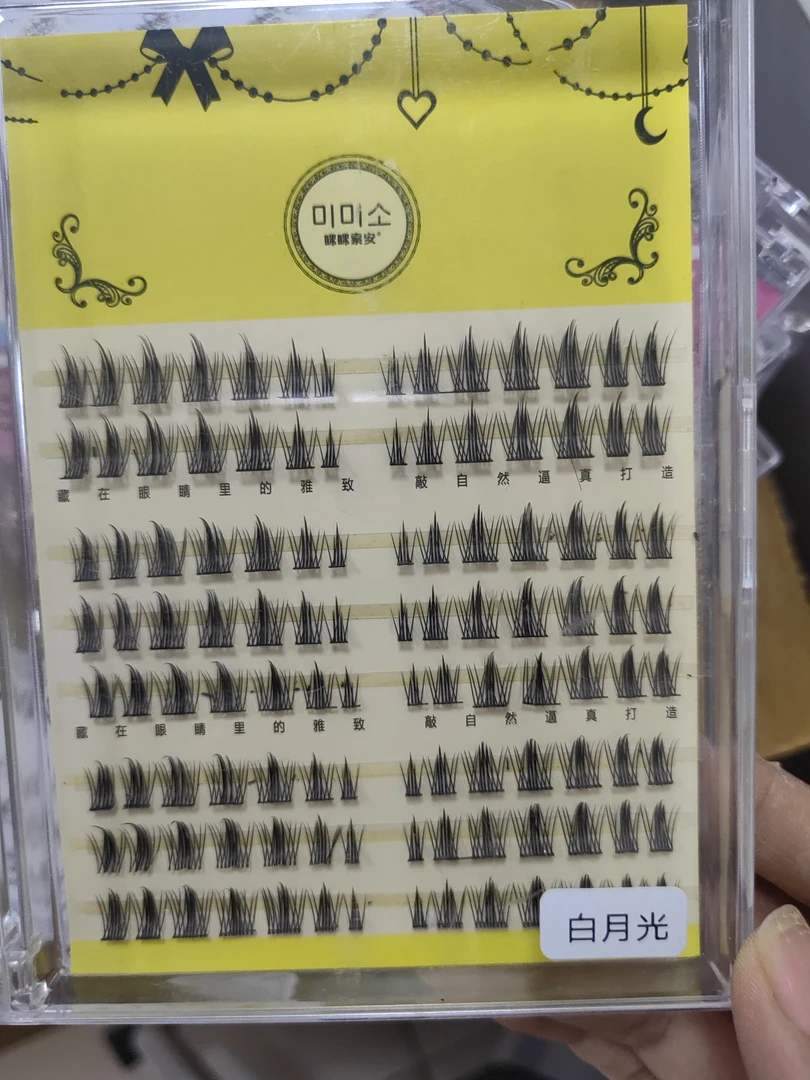 미미소
咪咪索安®
藏在眼睛里的雅致 敲自然逼真打造
藏在眼睛里的雅致 敲自然逼真打造
白月光